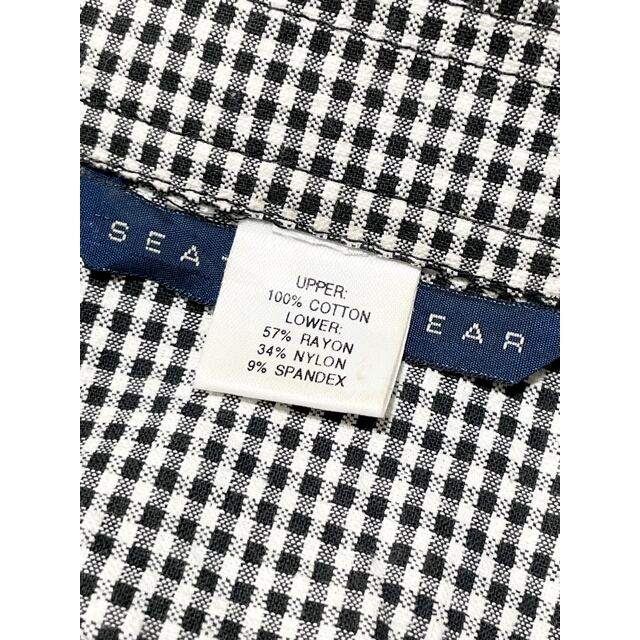 SEA EAR
UPPER:
100% COTTON
LOWER:
57% RAYON
34% NYLON
9% SPANDEX